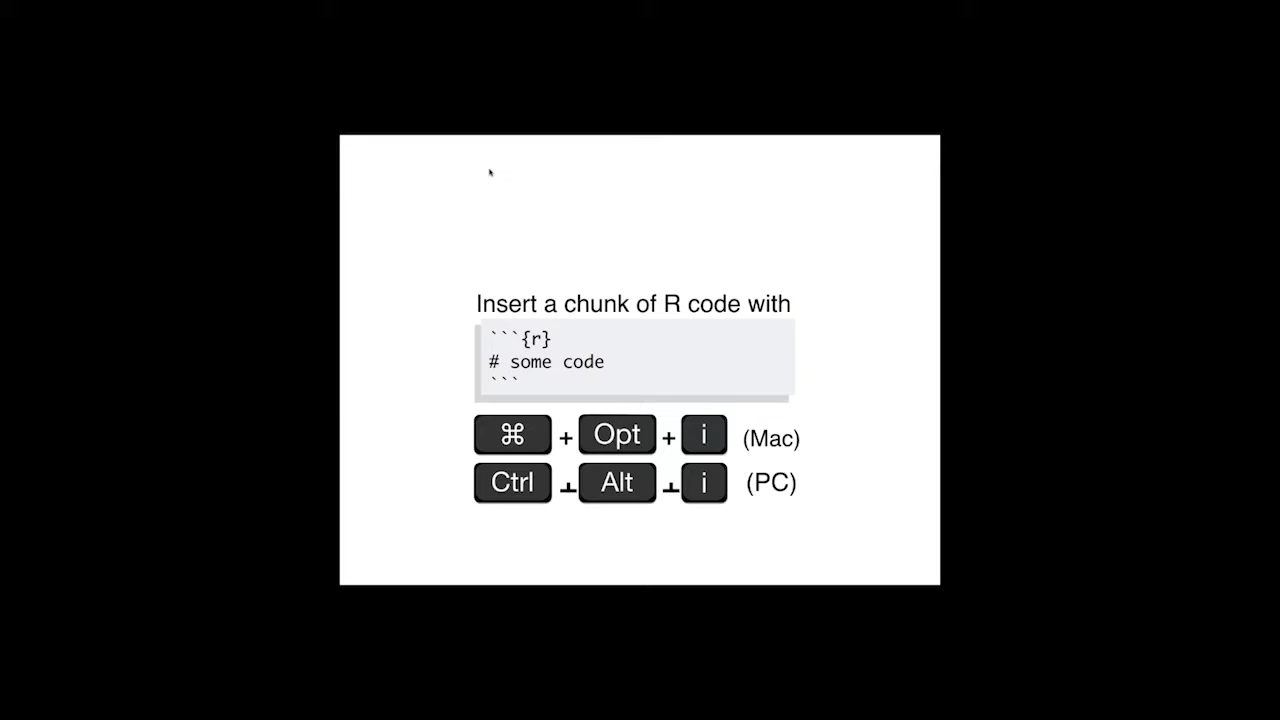 Insert a chunk of R code with
```{r}
# some code
```
⌘ + Opt + i (Mac)
Ctrl + Alt + i (PC)